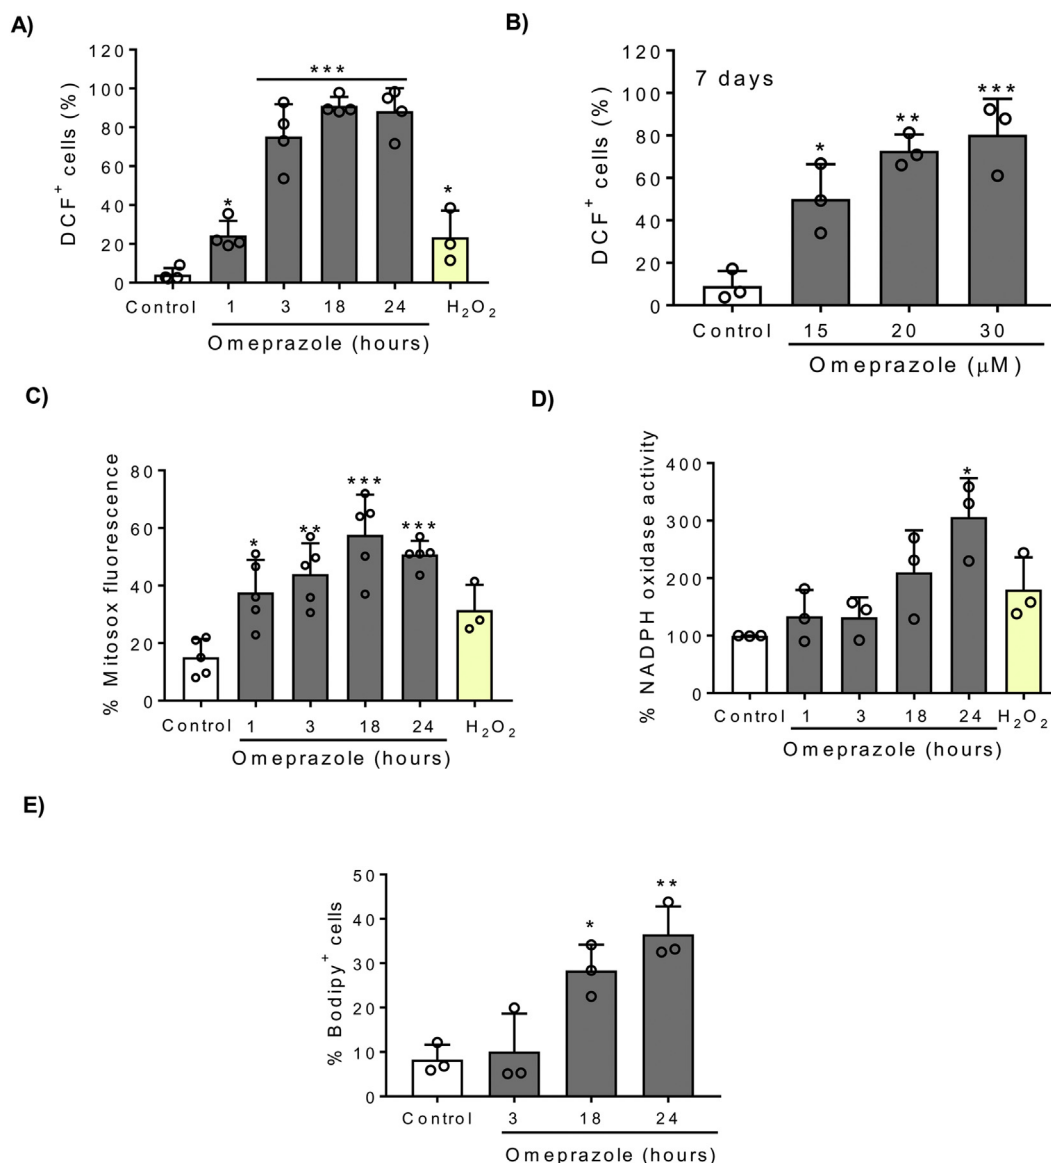 A)
DCF+ cells (%)
120
100
80
60
40
20
0
***
*
*
Control 1 3 18 24 H2O2
Omeprazole (hours)
B)
DCF+ cells (%)
120
100
80
60
40
20
0
7 days
*
**
***
Control 15 20 30
Omeprazole (μM)
C)
% Mitosox fluorescence
80
60
40
20
0
*
**
***
***
Control 1 3 18 24 H2O2
Omeprazole (hours)
D)
% NADPH oxidase activity
400
300
200
100
0
*
Control 1 3 18 24 H2O2
Omeprazole (hours)
E)
% Bodipy+ cells
50
40
30
20
10
0
*
**
Control 3 18 24
Omeprazole (hours)